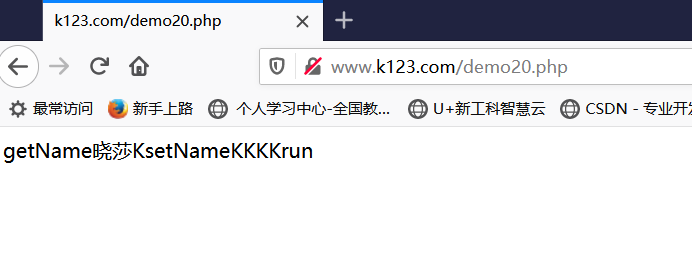 k123.com/demo20.php
www.k123.com/demo20.php
最常访问 新手上路 个人学习中心-全国教... U+新工科智慧云 CSDN - 专业开发
getName晓莎KsetNameKKKKrun